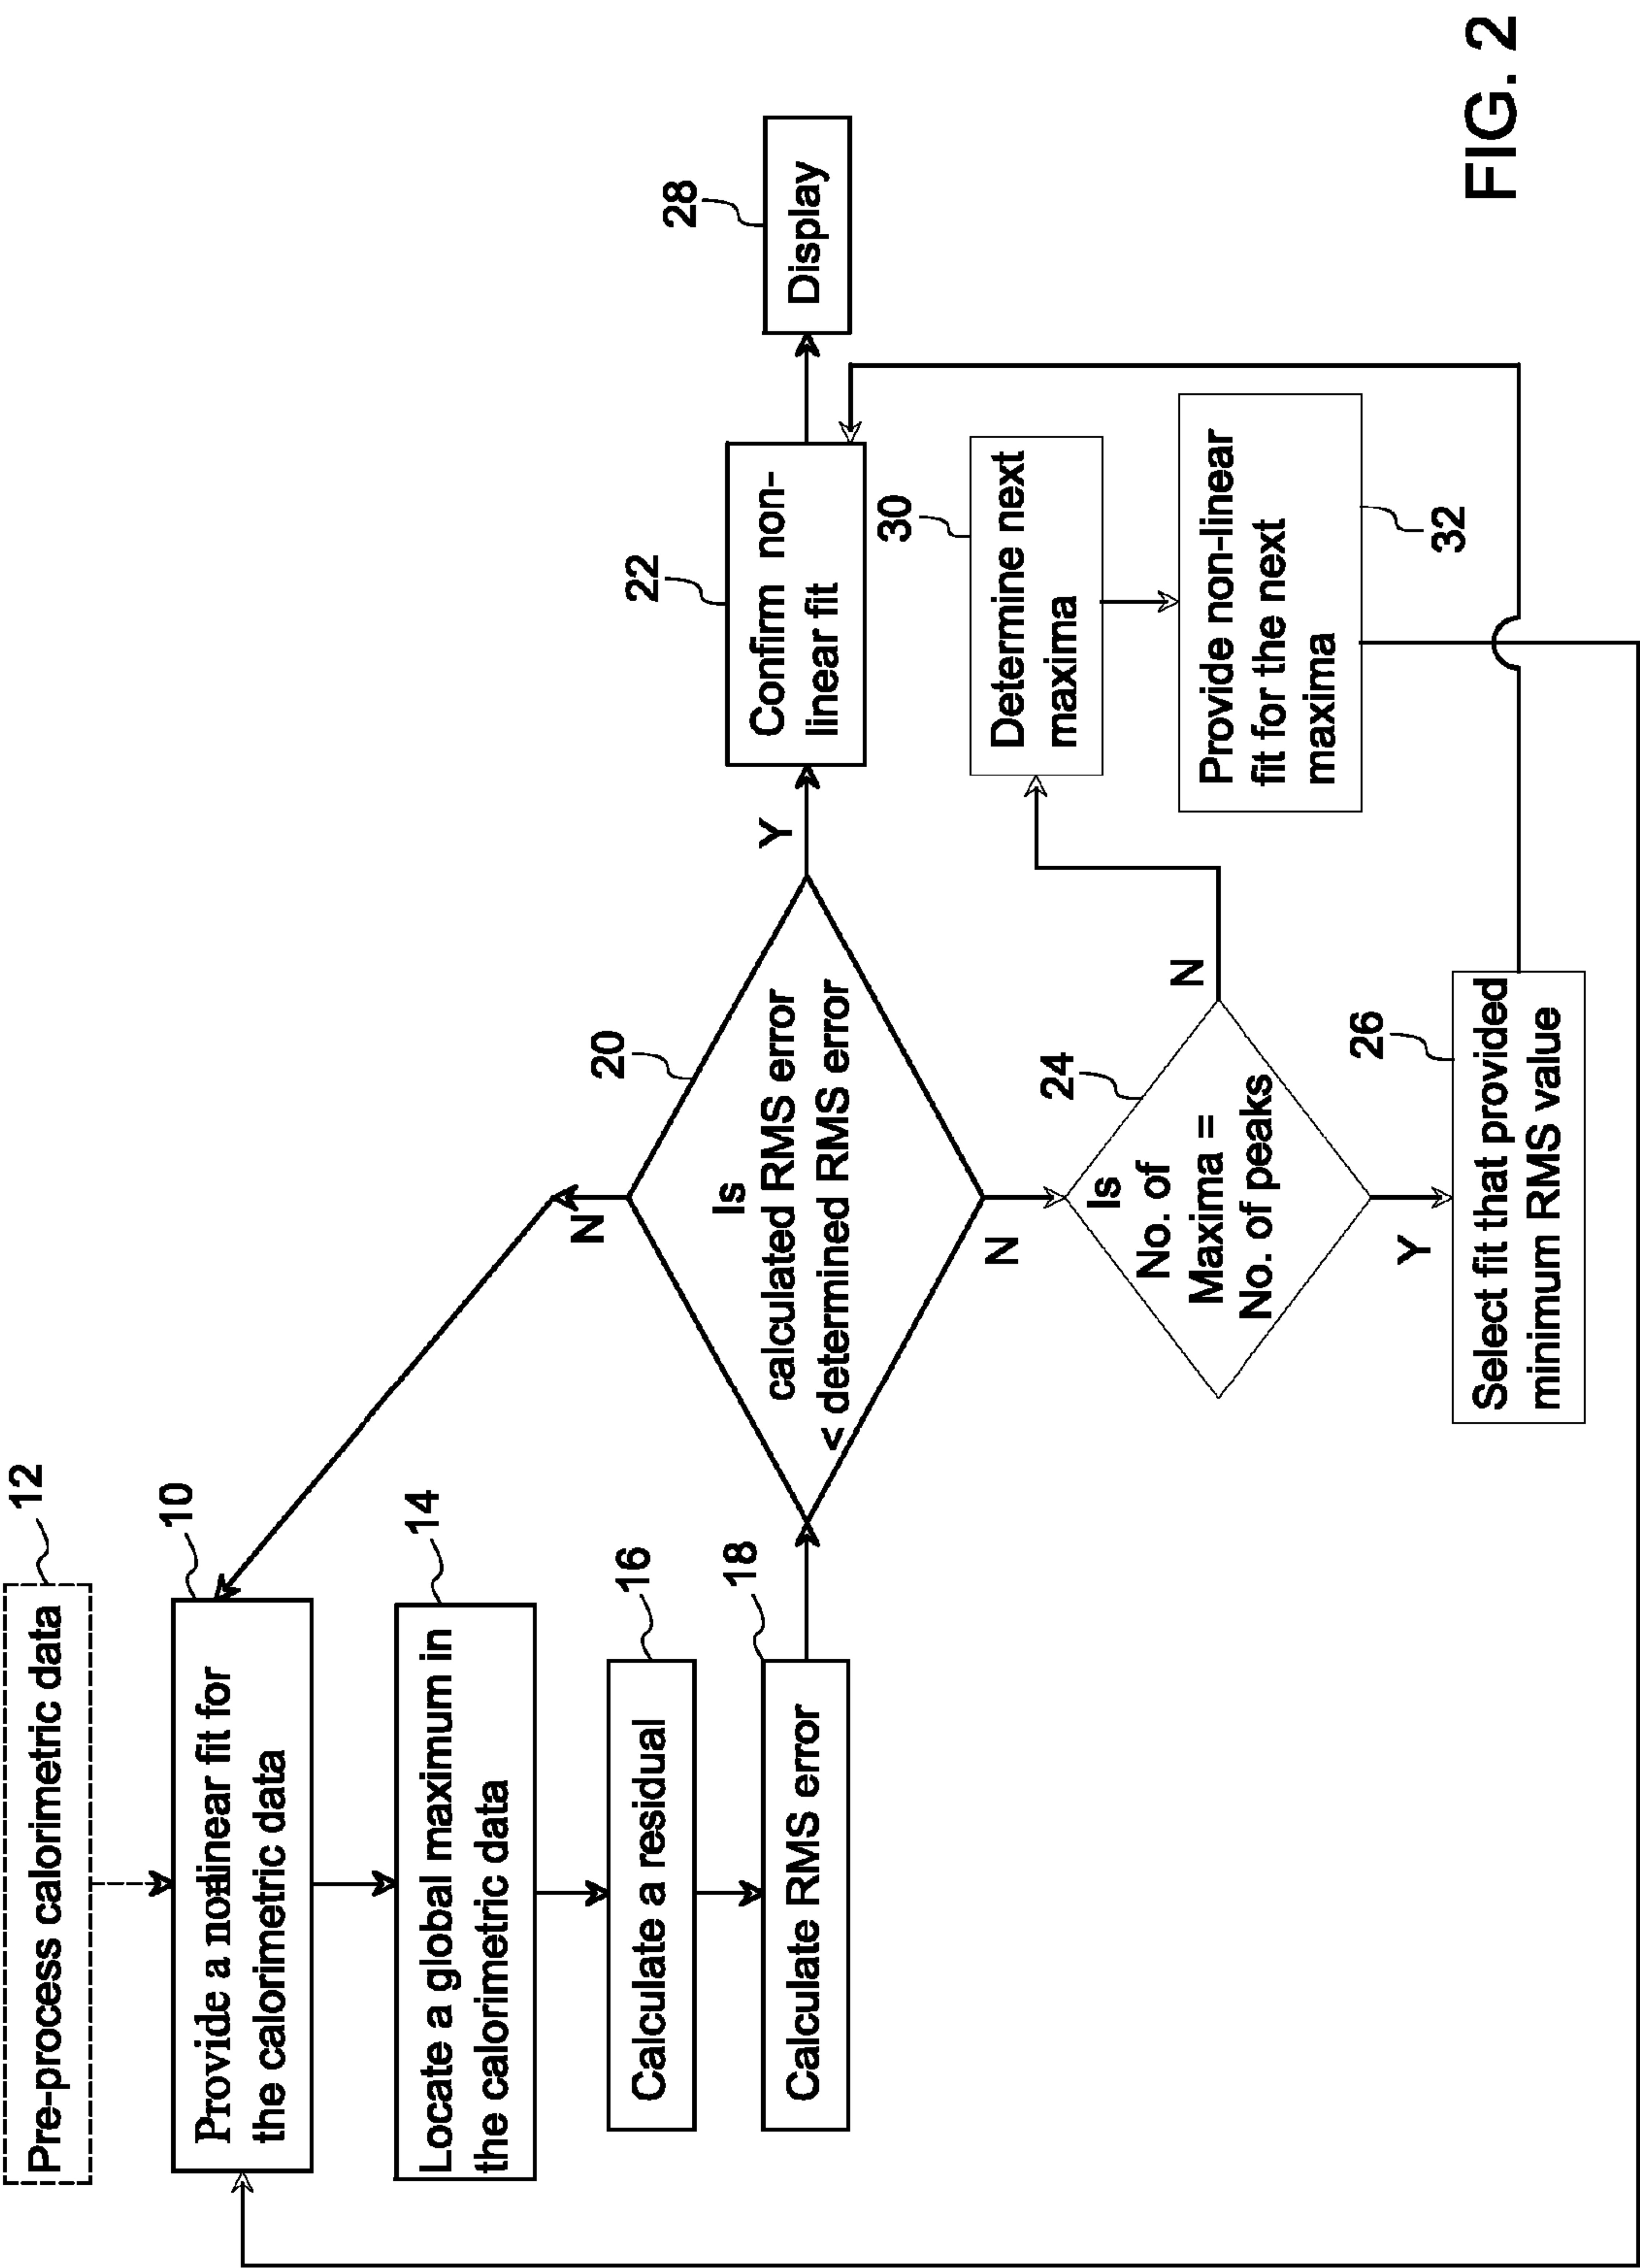 Pre-process calorimetric data
12
Provide a nonlinear fit for
the calorimetric data
10
Locate a global maximum in
the calorimetric data
14
Calculate a residual
16
Calculate RMS error
18
Is
calculated RMS error
< determined RMS error
20
N
Y
N
Confirm non-
linear fit
22
Display
28
Is
No. of
Maxima =
No. of peaks
24
N
Y
Determine next
maxima
30
Provide non-linear
fit for the next
maxima
32
Select fit that provided
minimum RMS value
26
FIG. 2